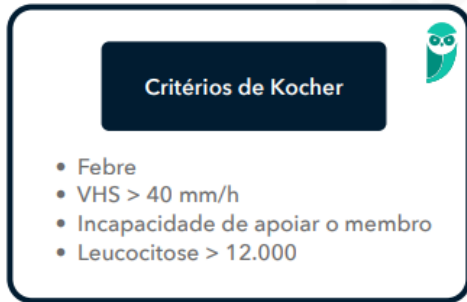 Critérios de Kocher
• Febre
• VHS > 40 mm/h
• Incapacidade de apoiar o membro
• Leucocitose > 12.000